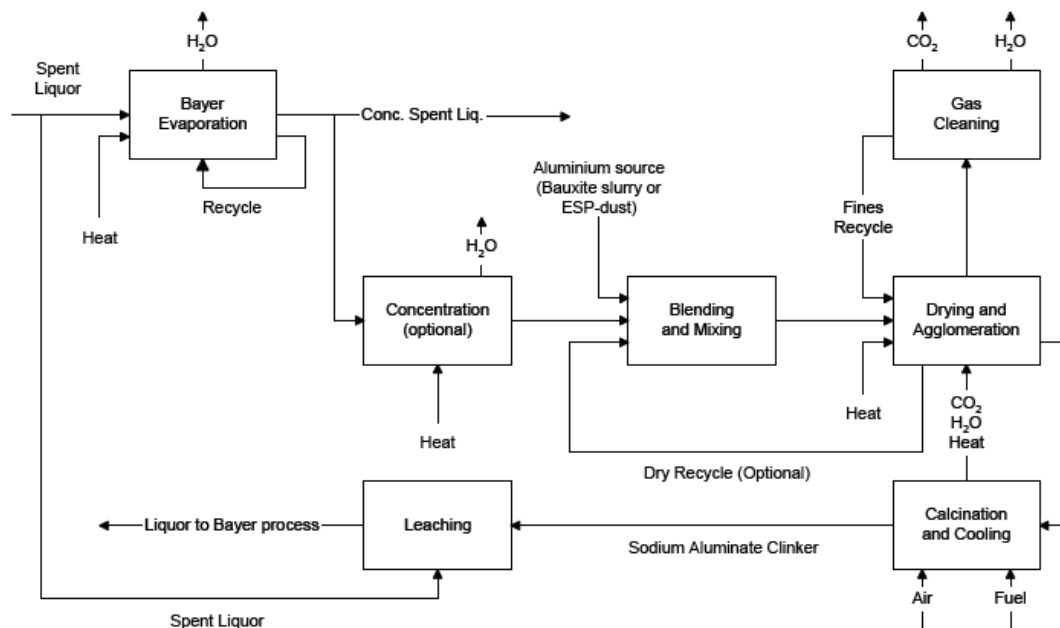 H₂O
CO₂
H₂O
Spent
Liquor
Bayer
Evaporation
Conc. Spent Liq.
Gas
Cleaning
Recycle
Heat
Aluminium source
(Bauxite slurry or
ESP-dust)
Fines
Recycle
H₂O
Concentration
(optional)
Blending
and Mixing
Drying and
Agglomeration
Heat
Heat
CO₂
H₂O
Heat
Dry Recycle (Optional)
Liquor to Bayer process
Leaching
Sodium Aluminate Clinker
Calcination
and Cooling
Air
Fuel
Spent Liquor